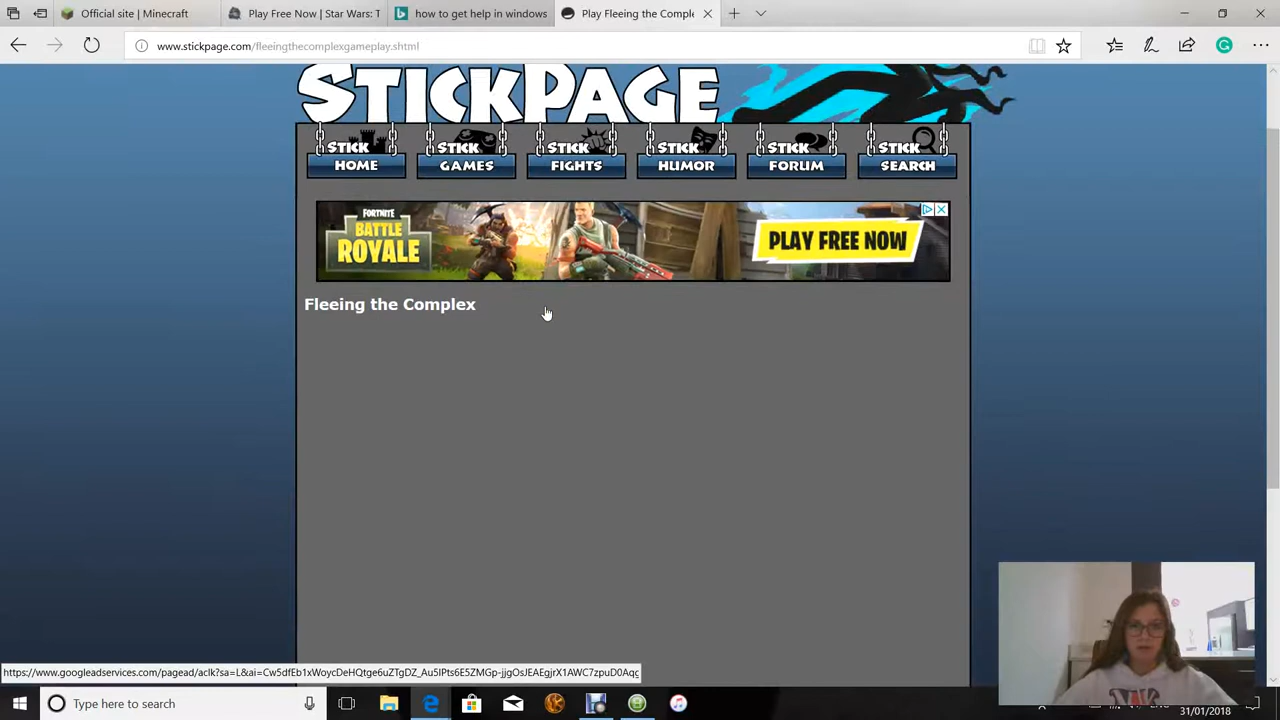 Official site | Minecraft
Play Free Now | Star Wars: T
how to get help in windows
Play Fleeing the Comple
www.stickpage.com/fleeingthecomplexgameplay.shtml
STICKPAGE
STICK HOME
STICK GAMES
STICK FIGHTS
STICK HUMOR
STICK FORUM
STICK SEARCH
FORTNITE
BATTLE
ROYALE
PLAY FREE NOW
Fleeing the Complex
Type here to search
31/01/2018